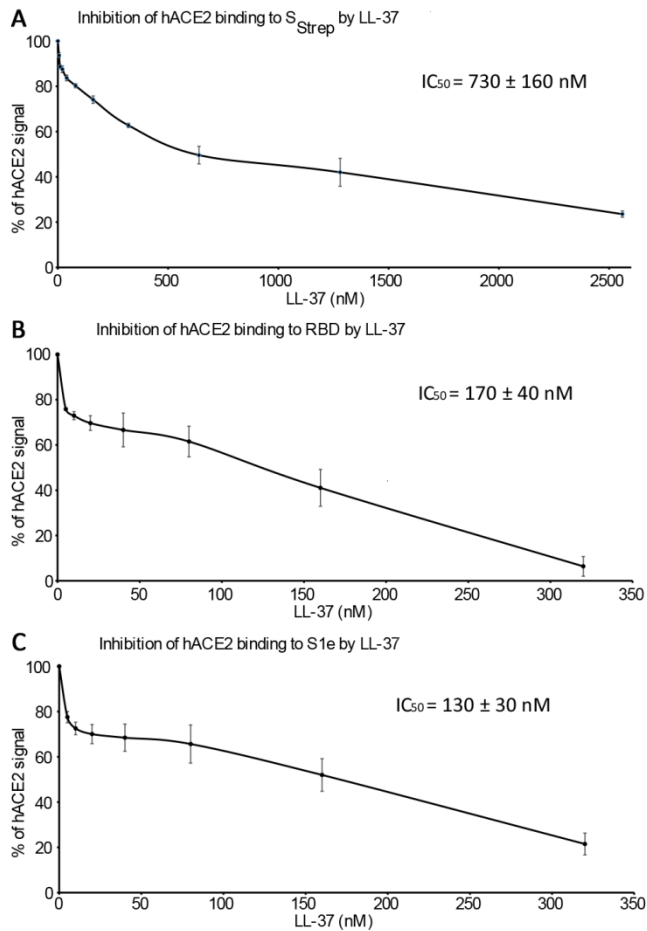 A
Inhibition of hACE2 binding to S_Strep by LL-37
IC50 = 730 ± 160 nM
% of hACE2 signal
100
80
60
40
20
0
0 500 1000 1500 2000 2500
LL-37 (nM)
B
Inhibition of hACE2 binding to RBD by LL-37
IC50 = 170 ± 40 nM
% of hACE2 signal
100
80
60
40
20
0
0 50 100 150 200 250 300 350
LL-37 (nM)
C
Inhibition of hACE2 binding to S1e by LL-37
IC50 = 130 ± 30 nM
% of hACE2 signal
100
80
60
40
20
0
0 50 100 150 200 250 300 350
LL-37 (nM)